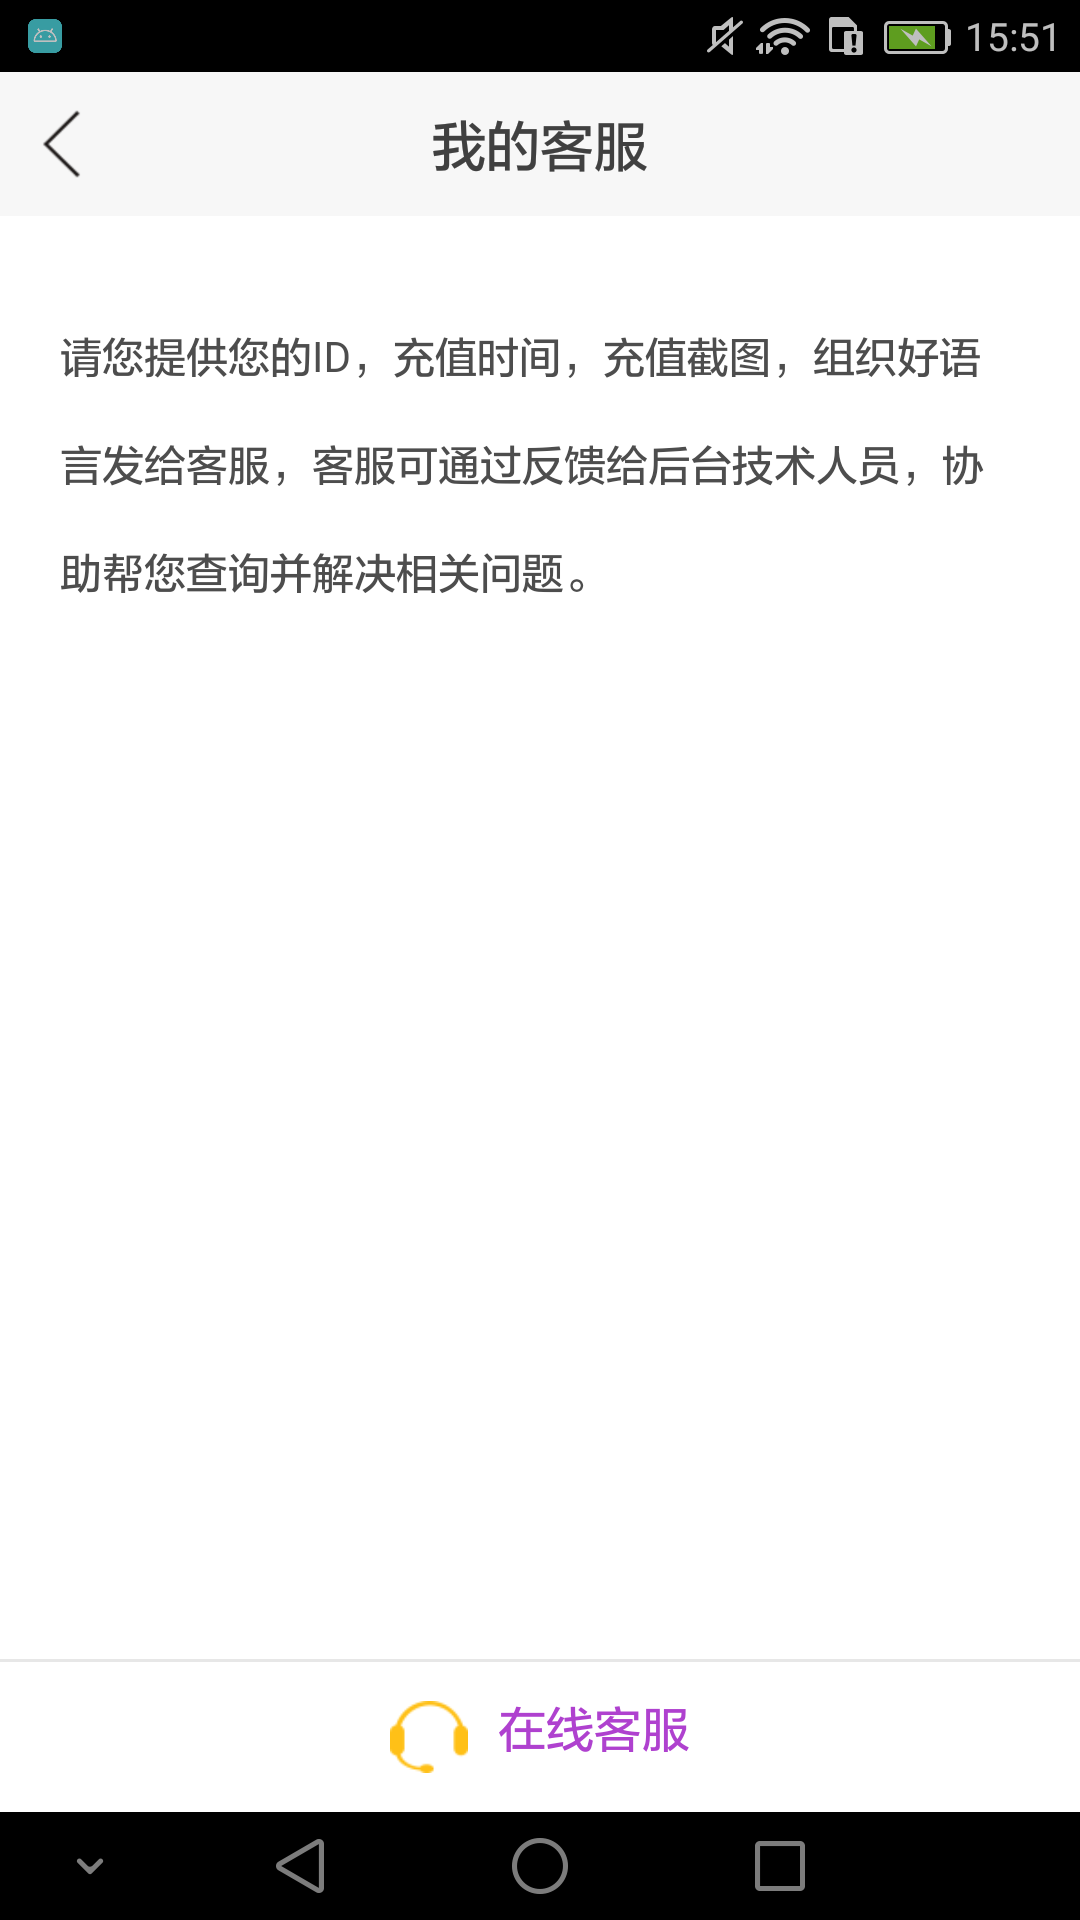 15:51
我的客服
请您提供您的ID，充值时间，充值截图，组织好语
言发给客服，客服可通过反馈给后台技术人员，协
助帮您查询并解决相关问题。
在线客服